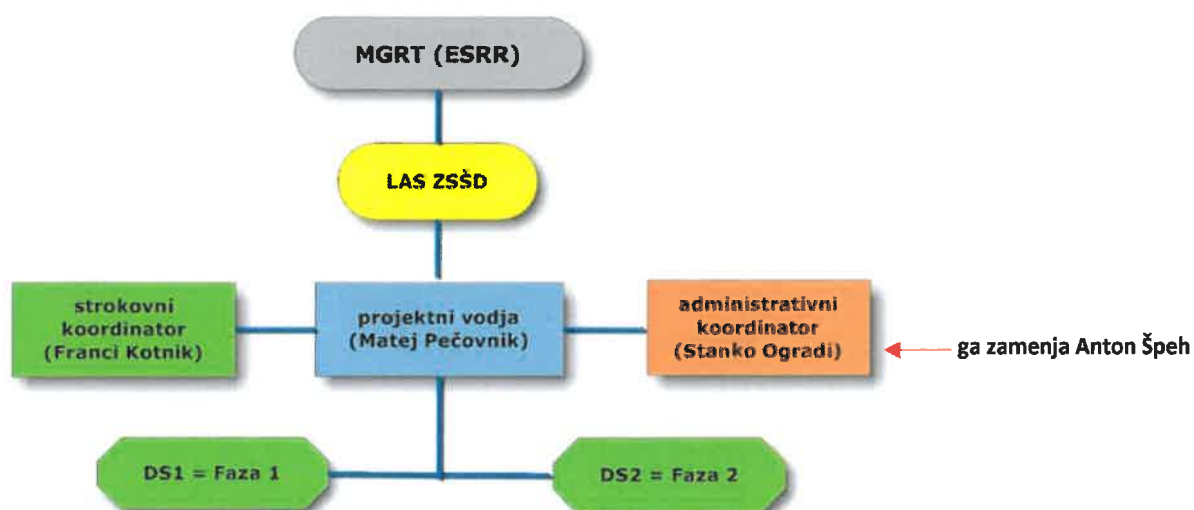 MGRT (ESRR)
LAS ZSŠD
strokovni
koordinator
(Franci Kotnik)
projektni vodja
(Matej Pečovnik)
administrativni
koordinator
(Stanko Ogradi)
ga zamenja Anton Špeh
DS1 = Faza 1
DS2 = Faza 2